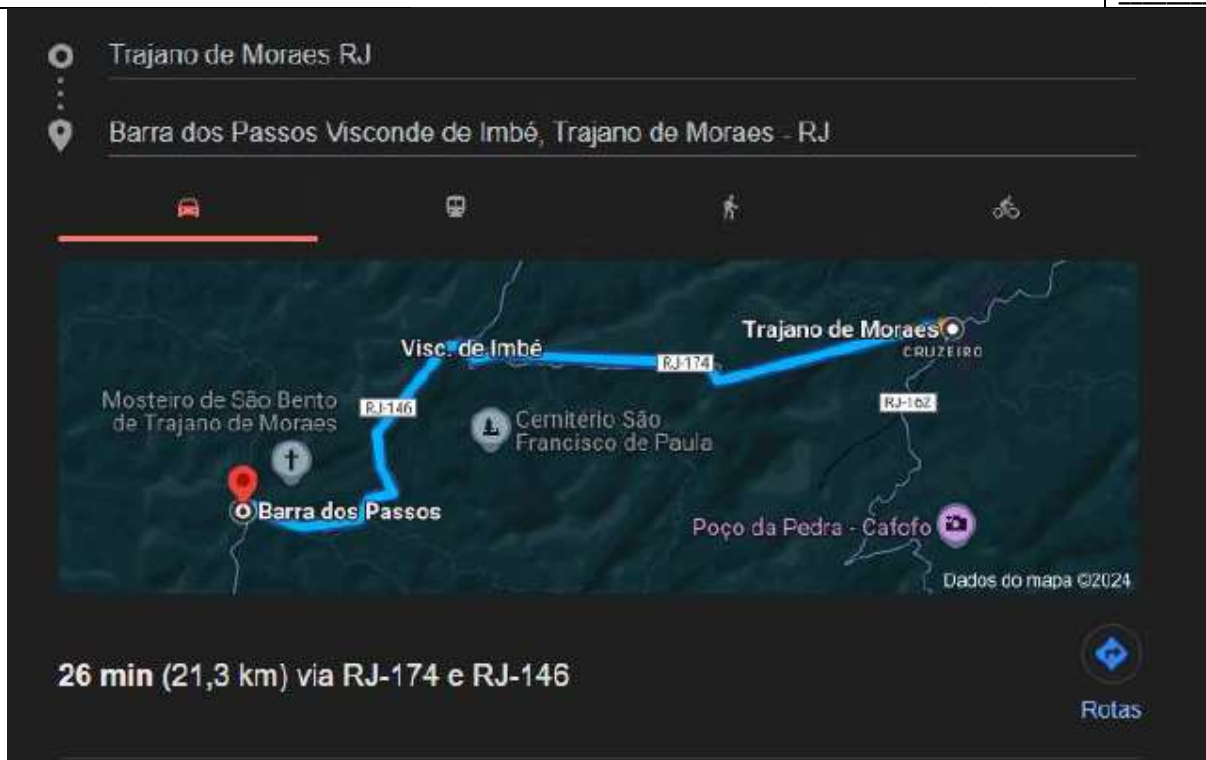 Trajano de Moraes RJ
Barra dos Passos Visconde de Imbé, Trajano de Moraes - RJ
Trajano de Moraes
CRUZEIRO
Visc. de Imbé
RJ-174
Mosteiro de São Bento
de Trajano de Moraes
RJ-146
RJ-162
Cemitério São
Francisco de Paula
Barra dos Passos
Poço da Pedra - Cafofo
Dados do mapa ©2024
26 min (21,3 km) via RJ-174 e RJ-146
Rotas